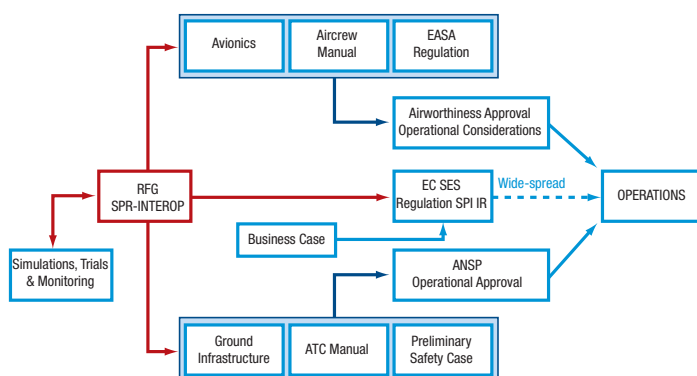 Avionics
Aircrew
Manual
EASA
Regulation
Airworthiness Approval
Operational Considerations
RFG
SPR-INTEROP
EC SES
Regulation SPI IR
Wide-spread
OPERATIONS
Business Case
Simulations, Trials
& Monitoring
ANSP
Operational Approval
Ground
Infrastructure
ATC Manual
Preliminary
Safety Case